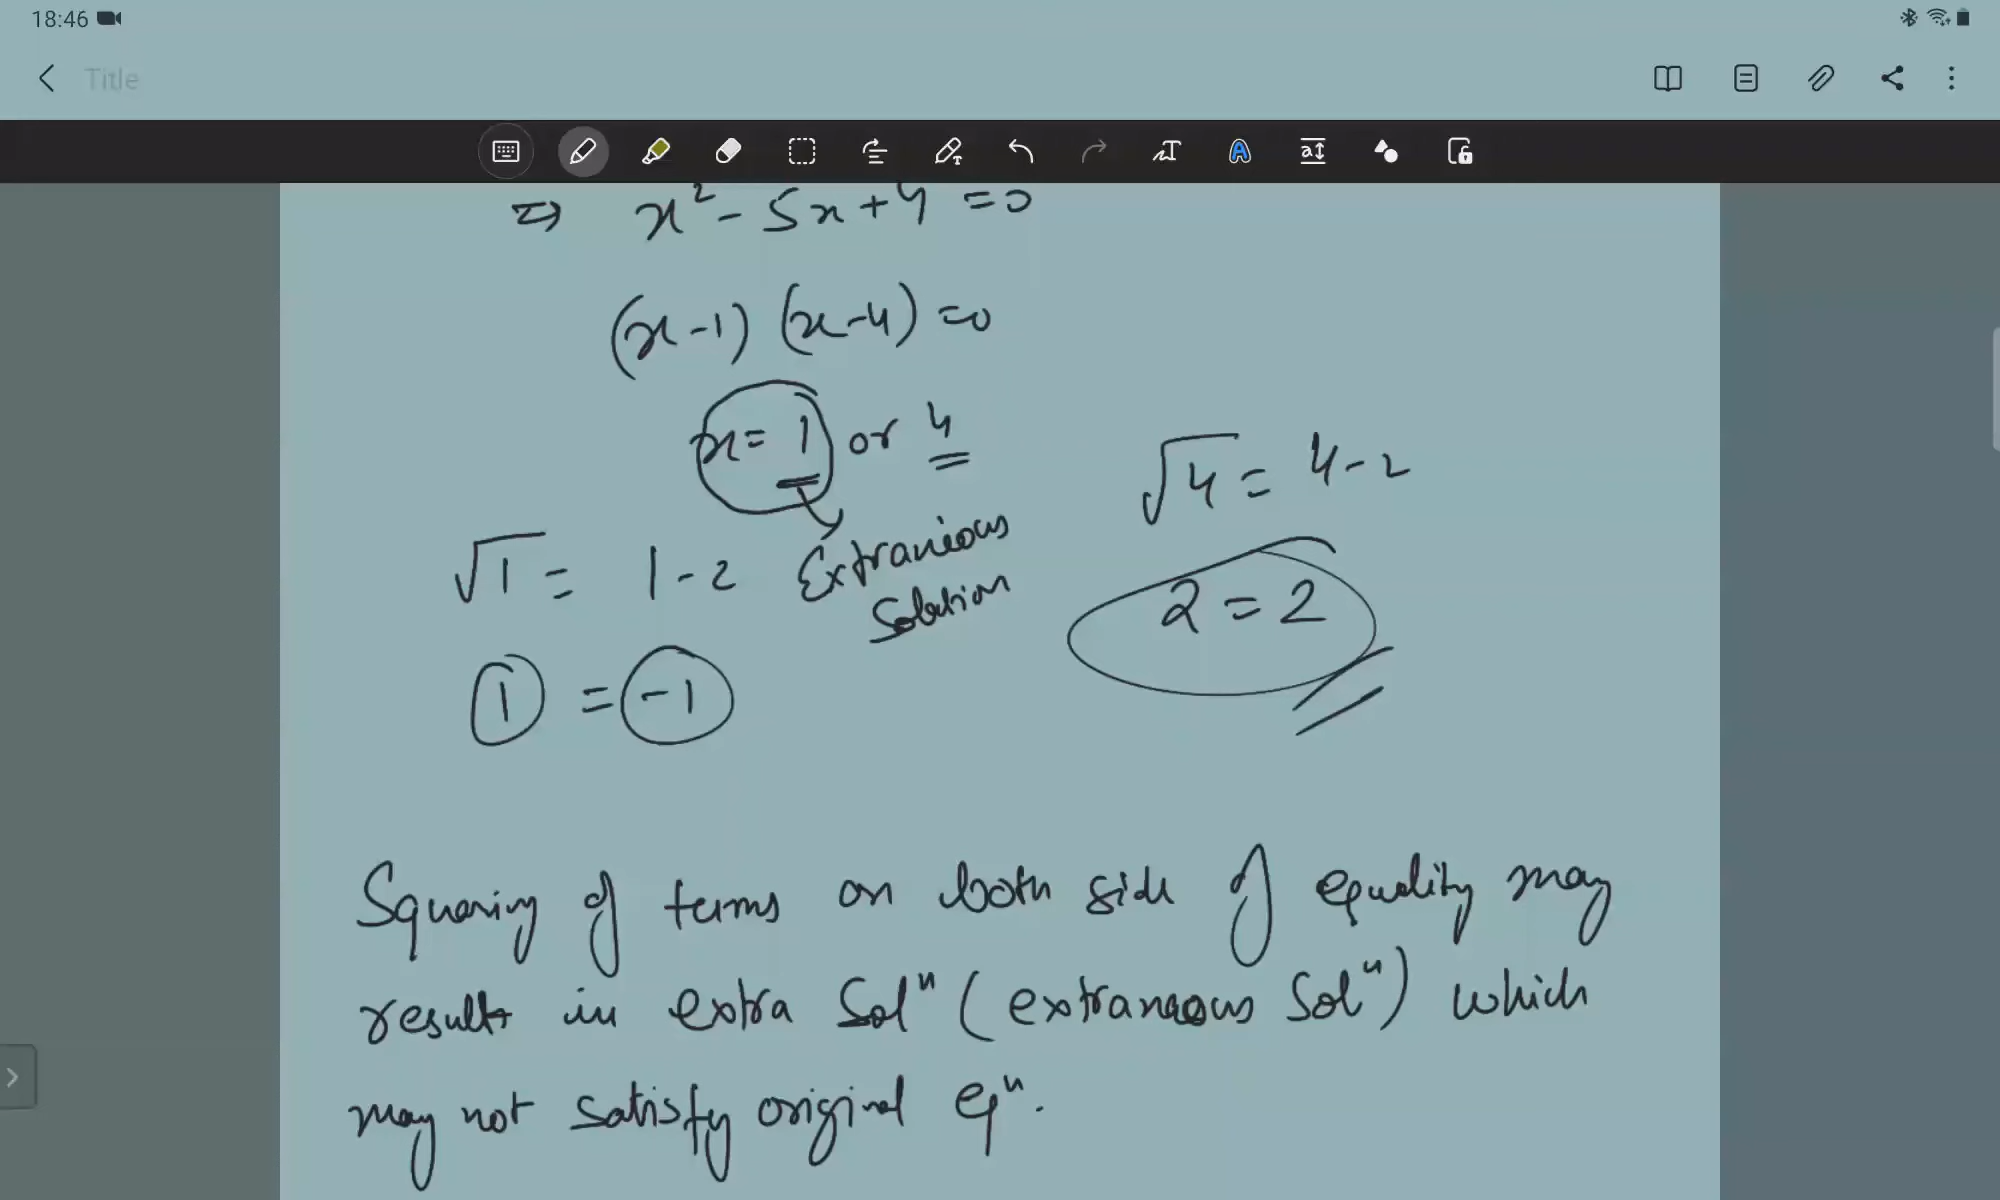 18:46
Title
⇒ x² - 5x + 4 = 0
(x-1) (x-4) = 0
x = 1 or 4
√4 = 4-2
√1 = 1-2 Extranious
Solution
2 = 2
1 = -1
Squaring of terms on both side of equality may
result in extra Solⁿ (extraneous Solⁿ) which
may not satisfy original eqⁿ.